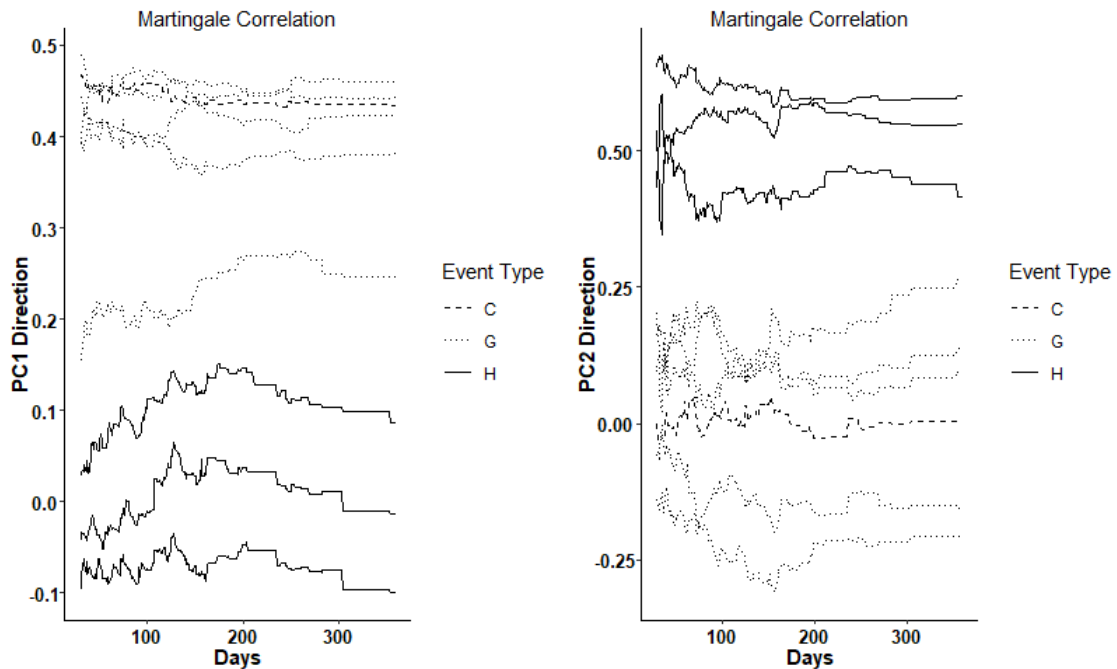 Martingale Correlation
0.5
0.4
0.3
0.2
0.1
0.0
-0.1
PC1 Direction
100
200
300
Days
Event Type
C
G
H
Martingale Correlation
0.50
0.25
0.00
-0.25
PC2 Direction
100
200
300
Days
Event Type
C
G
H